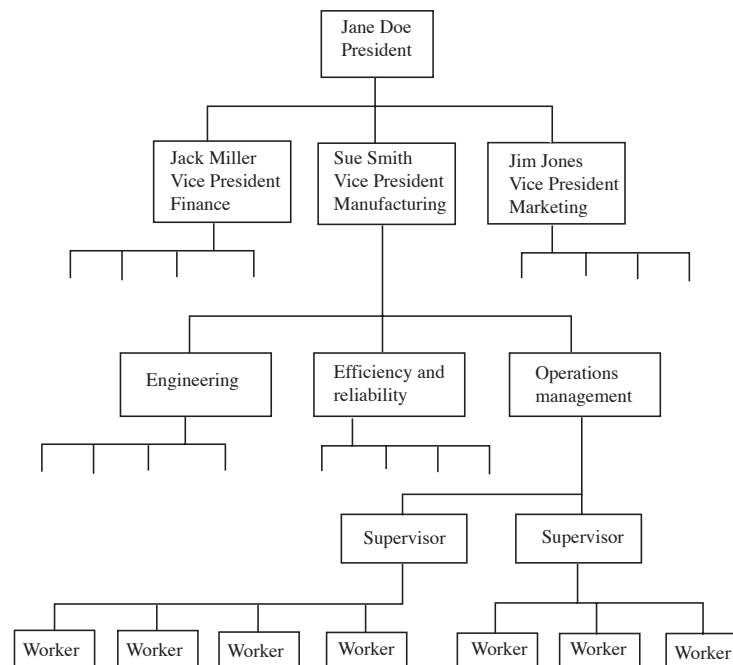 Jane Doe
President
Jack Miller
Vice President
Finance
Sue Smith
Vice President
Manufacturing
Jim Jones
Vice President
Marketing
Engineering
Efficiency and
reliability
Operations
management
Supervisor
Supervisor
Worker
Worker
Worker
Worker
Worker
Worker
Worker